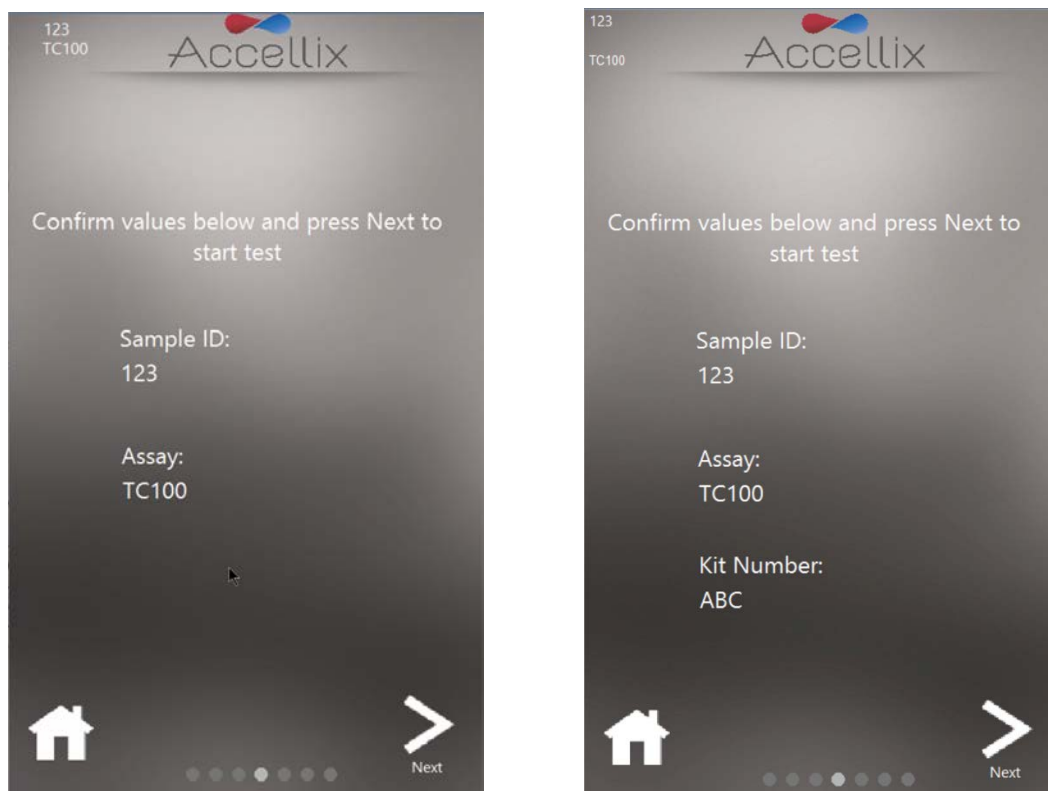 123
TC100
Accellix
Confirm values below and press Next to
start test
Sample ID:
123
Assay:
TC100
Next
123
TC100
Accellix
Confirm values below and press Next to
start test
Sample ID:
123
Assay:
TC100
Kit Number:
ABC
Next